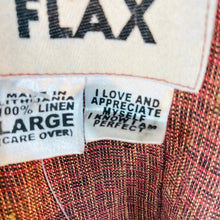 FLAX
MADE IN
LITHUANIA
100% LINEN
LARGE
(CARE OVER)
I LOVE AND
APPRECIATE
MYSELF
I AM
PERFECT